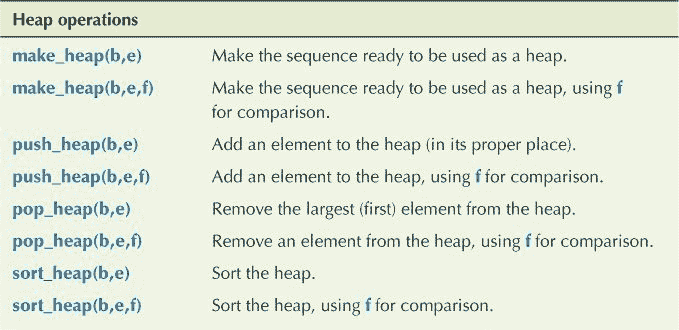 Heap operations
make_heap(b,e) Make the sequence ready to be used as a heap.
make_heap(b,e,f) Make the sequence ready to be used as a heap, using f
for comparison.
push_heap(b,e) Add an element to the heap (in its proper place).
push_heap(b,e,f) Add an element to the heap, using f for comparison.
pop_heap(b,e) Remove the largest (first) element from the heap.
pop_heap(b,e,f) Remove an element from the heap, using f for comparison.
sort_heap(b,e) Sort the heap.
sort_heap(b,e,f) Sort the heap, using f for comparison.